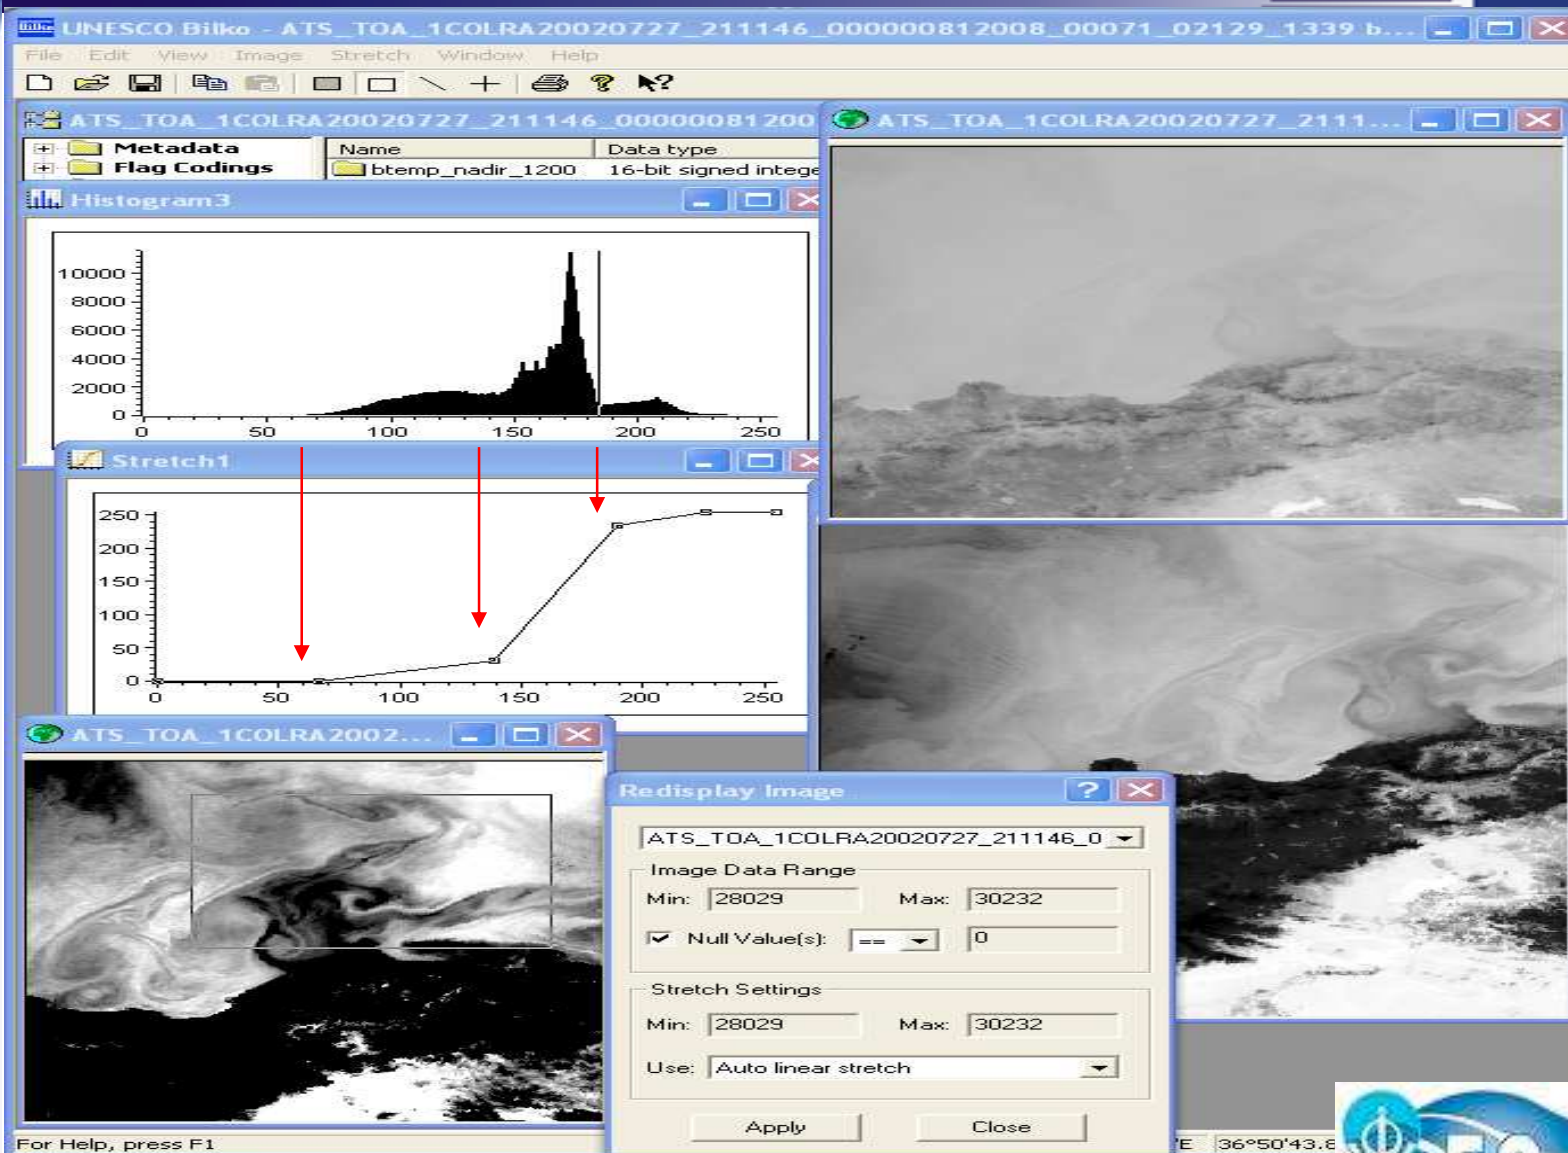 UNESCO Bilko - ATS_TOA_1COLRA20020727_211146_000000812008_00071_02129_1339 b...
File Edit View Image Stretch Window Help
ATS_TOA_1COLRA20020727_211146_00000081200
ATS_TOA_1COLRA20020727_2111...
Metadata
Flag Codings
Name Data type
btemp_nadir_1200 16-bit signed intege
Histogram3
10000
8000
6000
4000
2000
0
0 50 100 150 200 250
Stretch1
250
200
150
100
50
0
0 50 100 150 200 250
ATS_TOA_1COLRA2002...
Redisplay Image
ATS_TOA_1COLRA20020727_211146_0
Image Data Range
Min: 28029 Max: 30232
Null Value(s): == 0
Stretch Settings
Min: 28029 Max: 30232
Use: Auto linear stretch
Apply Close
For Help, press F1
'E 36°50'43.8